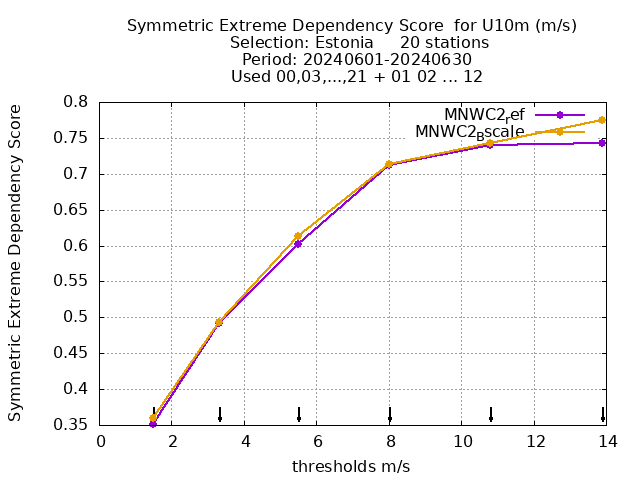 Symmetric Extreme Dependency Score for U10m (m/s)
Selection: Estonia 20 stations
Period: 20240601-20240630
Used 00,03,...,21 + 01 02 ... 12
Symmetric Extreme Dependency Score
0.8
0.75
0.7
0.65
0.6
0.55
0.5
0.45
0.4
0.35
MNWC2ref
MNWC2Bscale
0 2 4 6 8 10 12 14
thresholds m/s